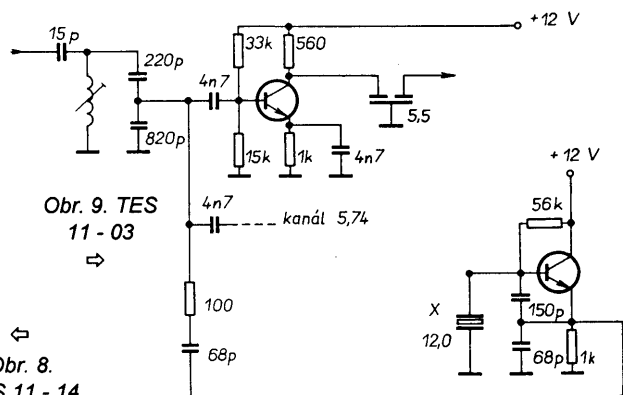 15p
220p
820p
4n7
33k
560
+12 V
5,5
15k
1k
4n7
Obr. 9. TES
11 - 03
⇨
4n7
kanál 5,74
100
68p
⇦
Obr. 8.
S 11 - 14
+12 V
56k
X
12,0
150p
68p
1k